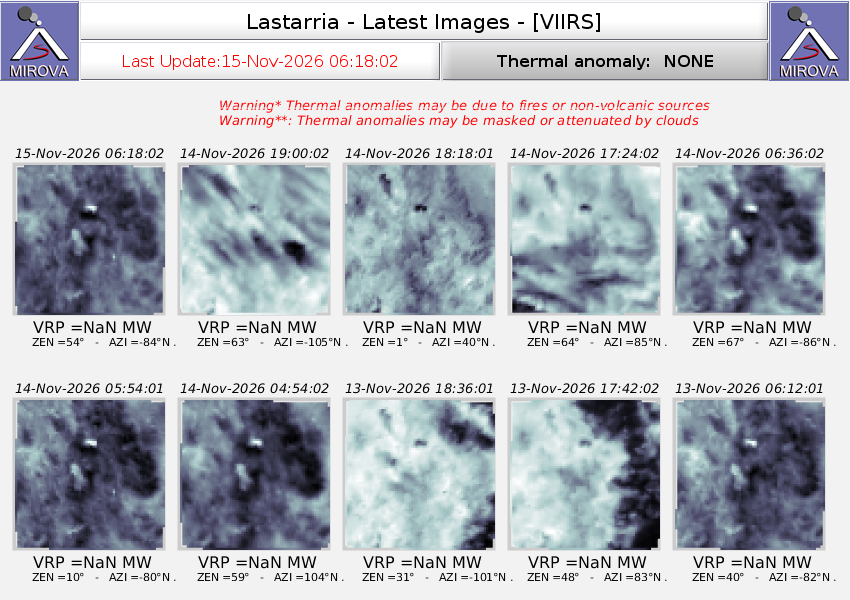 Lastarria - Latest Images - [VIIRS]
MIROVA
Last Update:15-Nov-2026 06:18:02
Thermal anomaly: NONE
MIROVA
Warning* Thermal anomalies may be due to fires or non-volcanic sources
Warning**: Thermal anomalies may be masked or attenuated by clouds
15-Nov-2026 06:18:02
14-Nov-2026 19:00:02
14-Nov-2026 18:18:01
14-Nov-2026 17:24:02
14-Nov-2026 06:36:02
VRP =NaN MW
VRP =NaN MW
VRP =NaN MW
VRP =NaN MW
VRP =NaN MW
ZEN =54° - AZI =-84°N .
ZEN =63° - AZI =-105°N .
ZEN =1° - AZI =40°N .
ZEN =64° - AZI =85°N .
ZEN =67° - AZI =-86°N .
14-Nov-2026 05:54:01
14-Nov-2026 04:54:02
13-Nov-2026 18:36:01
13-Nov-2026 17:42:02
13-Nov-2026 06:12:01
VRP =NaN MW
VRP =NaN MW
VRP =NaN MW
VRP =NaN MW
VRP =NaN MW
ZEN =10° - AZI =-80°N .
ZEN =59° - AZI =104°N .
ZEN =31° - AZI =-101°N .
ZEN =48° - AZI =83°N .
ZEN =40° - AZI =-82°N .